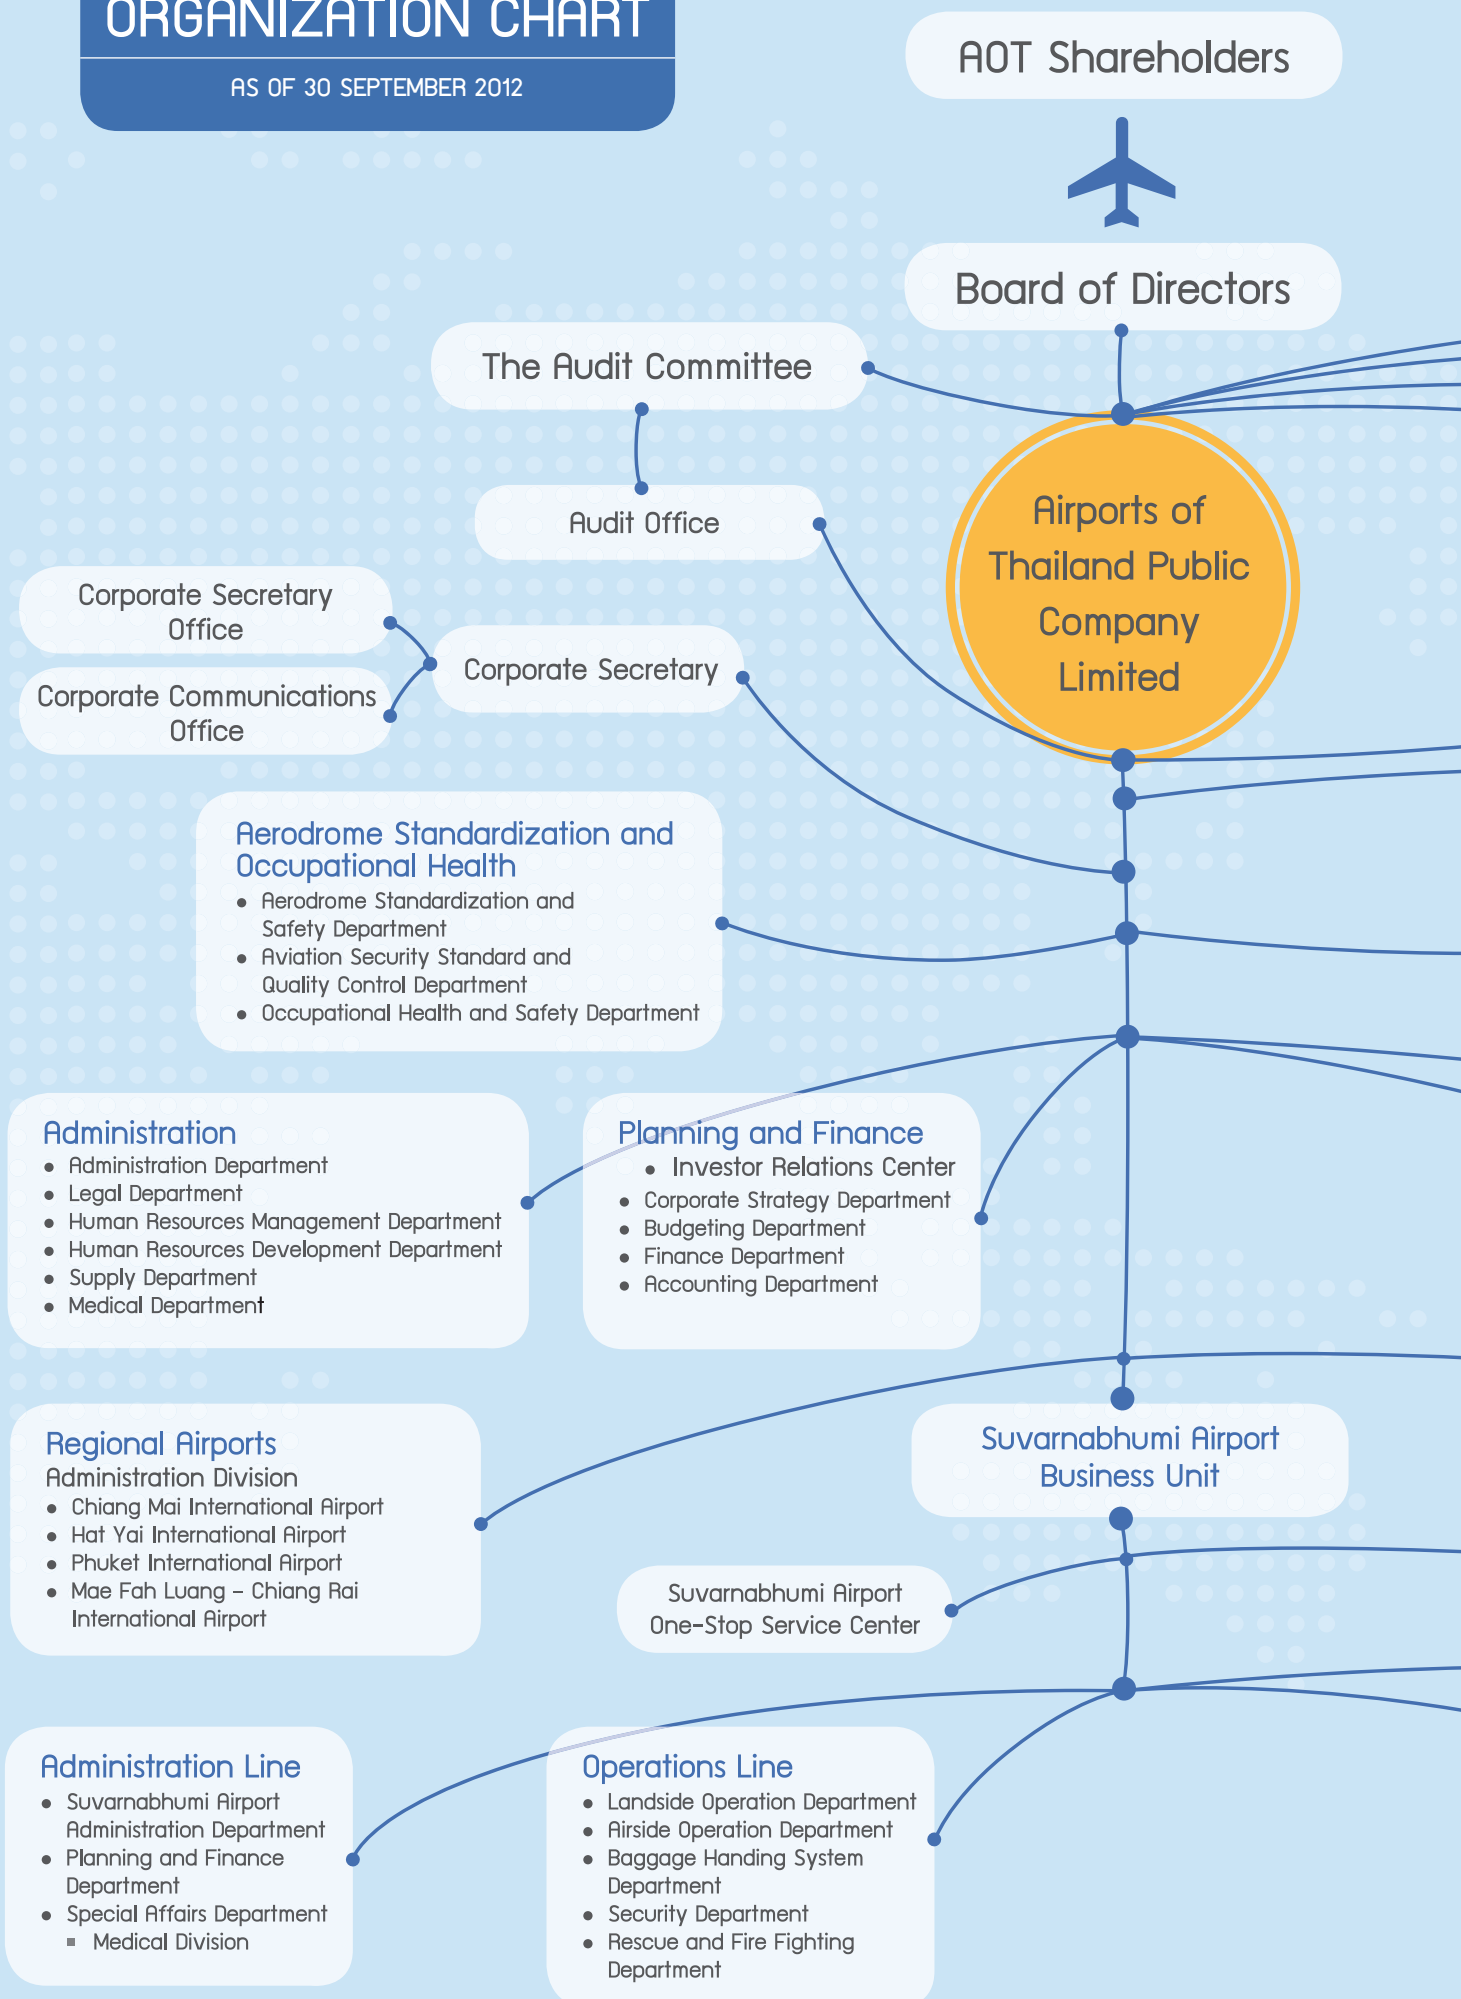 ORGANIZATION CHART
AS OF 30 SEPTEMBER 2012
AOT Shareholders
Board of Directors
The Audit Committee
Audit Office
Airports of
Thailand Public
Company
Limited
Corporate Secretary
Office
Corporate Communications
Office
Corporate Secretary
Aerodrome Standardization and
Occupational Health
• Aerodrome Standardization and
Safety Department
• Aviation Security Standard and
Quality Control Department
• Occupational Health and Safety Department
Administration
• Administration Department
• Legal Department
• Human Resources Management Department
• Human Resources Development Department
• Supply Department
• Medical Department
Planning and Finance
• Investor Relations Center
• Corporate Strategy Department
• Budgeting Department
• Finance Department
• Accounting Department
Regional Airports
Administration Division
• Chiang Mai International Airport
• Hat Yai International Airport
• Phuket International Airport
• Mae Fah Luang - Chiang Rai
International Airport
Suvarnabhumi Airport
Business Unit
Suvarnabhumi Airport
One-Stop Service Center
Administration Line
• Suvarnabhumi Airport
Administration Department
• Planning and Finance
Department
• Special Affairs Department
▪ Medical Division
Operations Line
• Landside Operation Department
• Airside Operation Department
• Baggage Handing System
Department
• Security Department
• Rescue and Fire Fighting
Department